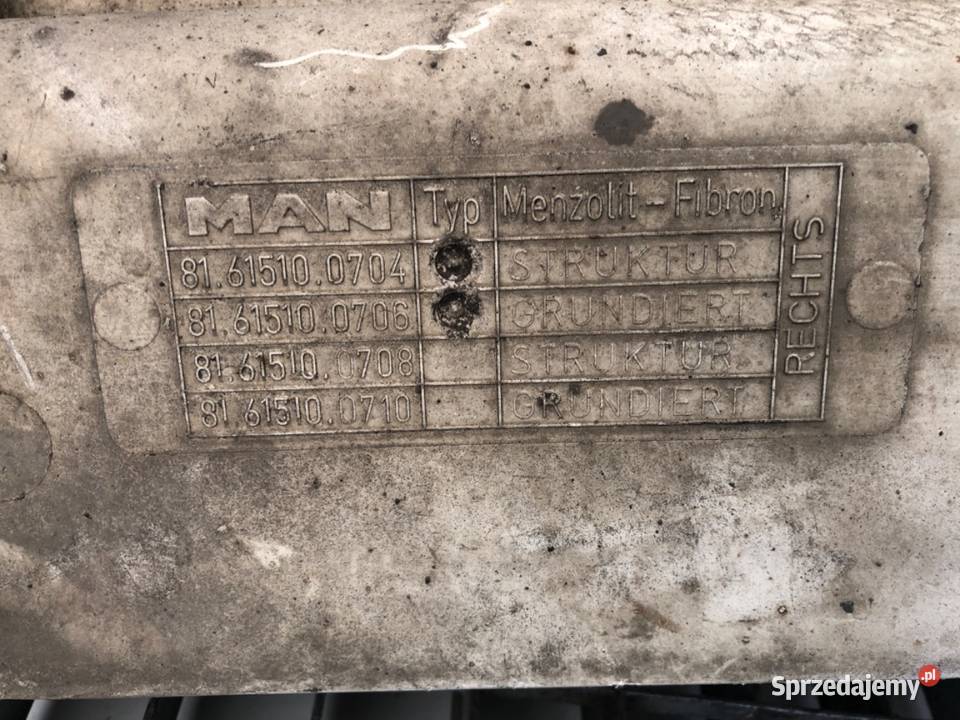 MAN Typ Menzolit-Fibron
81.61510.0704 STRUKTUR
81.61510.0706 GRUNDIERT
81.61510.0708 STRUKTUR
81.61510.0710 GRUNDIERT
RECHTS
Sprzedajemy.pl